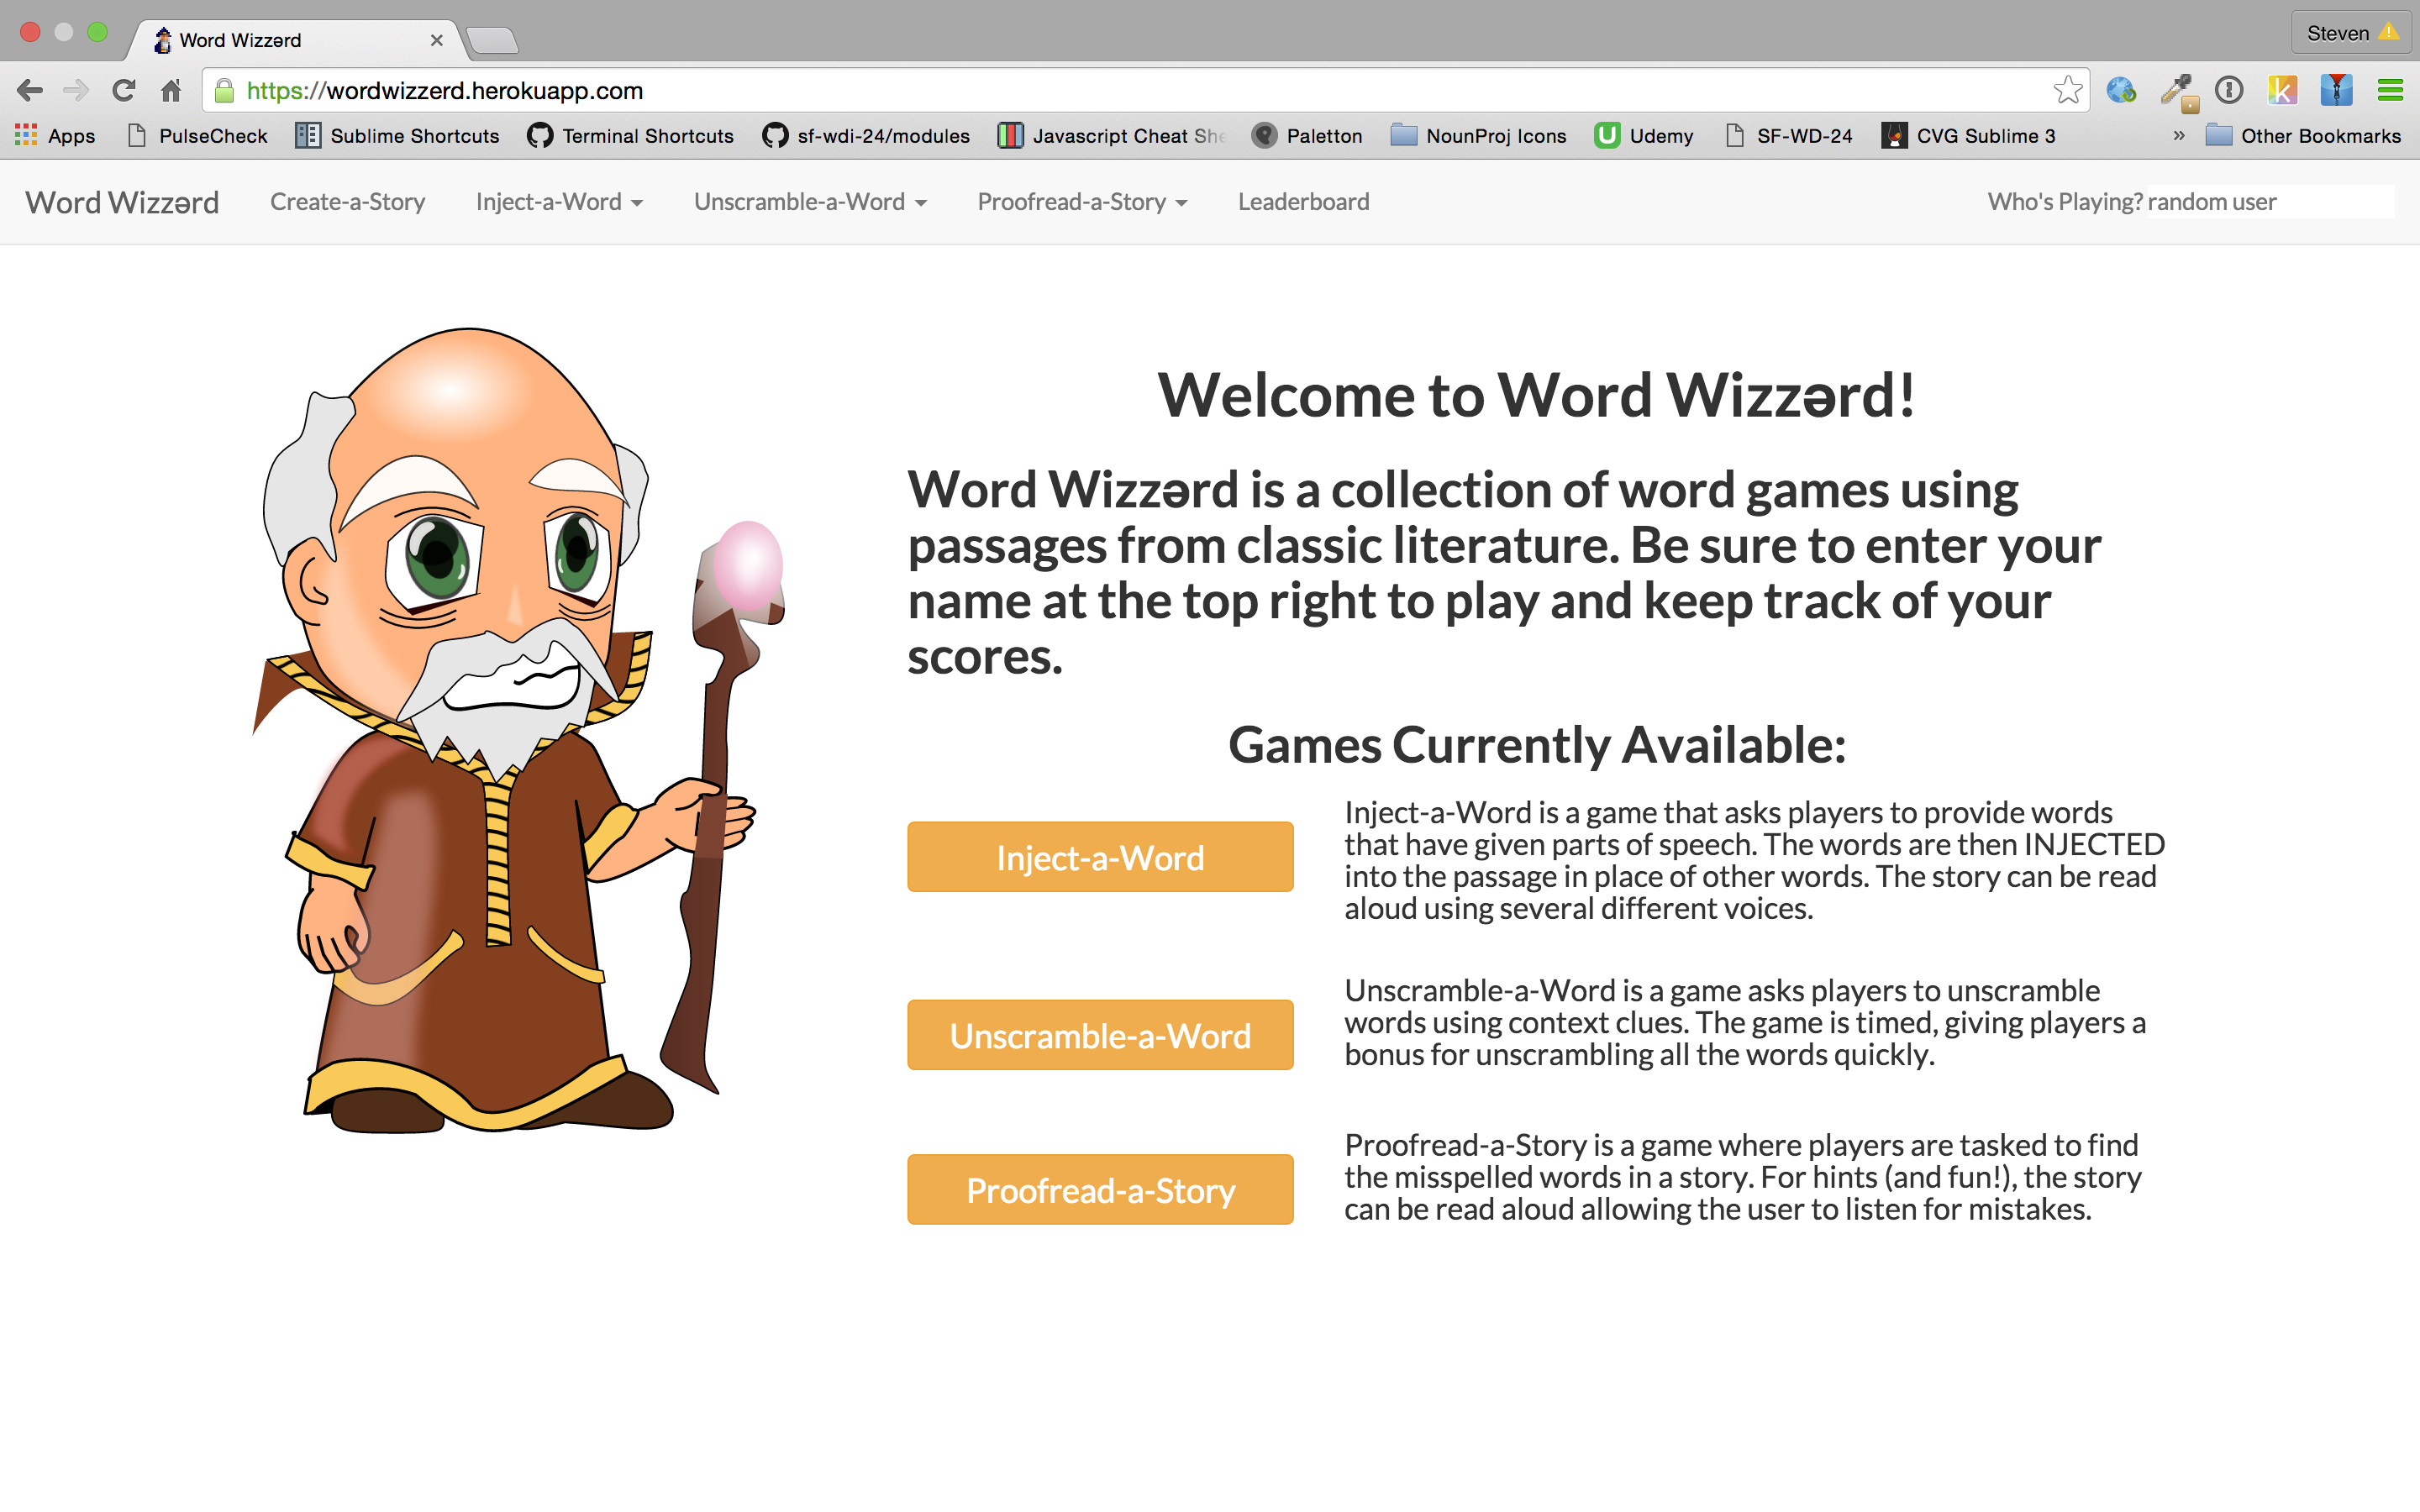 Word Wizzərd
Steven
https://wordwizzerd.herokuapp.com
Apps PulseCheck Sublime Shortcuts Terminal Shortcuts sf-wdi-24/modules Javascript Cheat She Paletton NounProj Icons Udemy SF-WD-24 CVG Sublime 3 » Other Bookmarks
Word Wizzərd Create-a-Story Inject-a-Word Unscramble-a-Word Proofread-a-Story Leaderboard Who's Playing? random user
Welcome to Word Wizzərd!
Word Wizzərd is a collection of word games using
passages from classic literature. Be sure to enter your
name at the top right to play and keep track of your
scores.
Games Currently Available:
Inject-a-Word
Inject-a-Word is a game that asks players to provide words
that have given parts of speech. The words are then INJECTED
into the passage in place of other words. The story can be read
aloud using several different voices.
Unscramble-a-Word
Unscramble-a-Word is a game asks players to unscramble
words using context clues. The game is timed, giving players a
bonus for unscrambling all the words quickly.
Proofread-a-Story
Proofread-a-Story is a game where players are tasked to find
the misspelled words in a story. For hints (and fun!), the story
can be read aloud allowing the user to listen for mistakes.